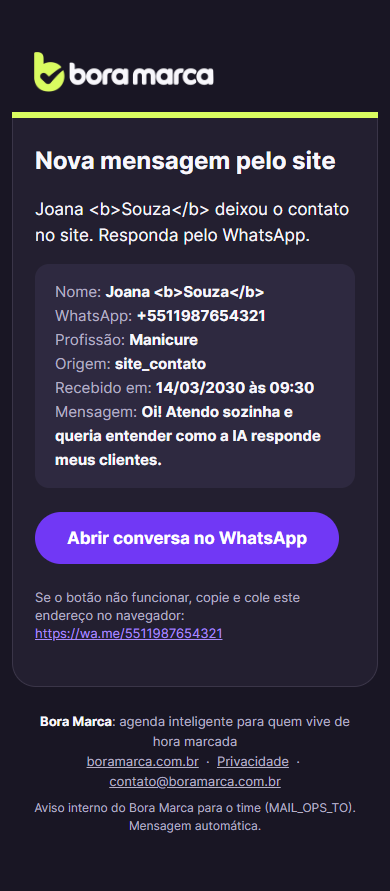 bora marca
Nova mensagem pelo site
Joana <b>Souza</b> deixou o contato
no site. Responda pelo WhatsApp.
Nome: Joana <b>Souza</b>
WhatsApp: +5511987654321
Profissão: Manicure
Origem: site_contato
Recebido em: 14/03/2030 às 09:30
Mensagem: Oi! Atendo sozinha e
queria entender como a IA responde
meus clientes.
Abrir conversa no WhatsApp
Se o botão não funcionar, copie e cole este
endereço no navegador:
https://wa.me/5511987654321
Bora Marca: agenda inteligente para quem vive de
hora marcada
boramarca.com.br · Privacidade ·
contato@boramarca.com.br
Aviso interno do Bora Marca para o time (MAIL_OPS_TO).
Mensagem automática.